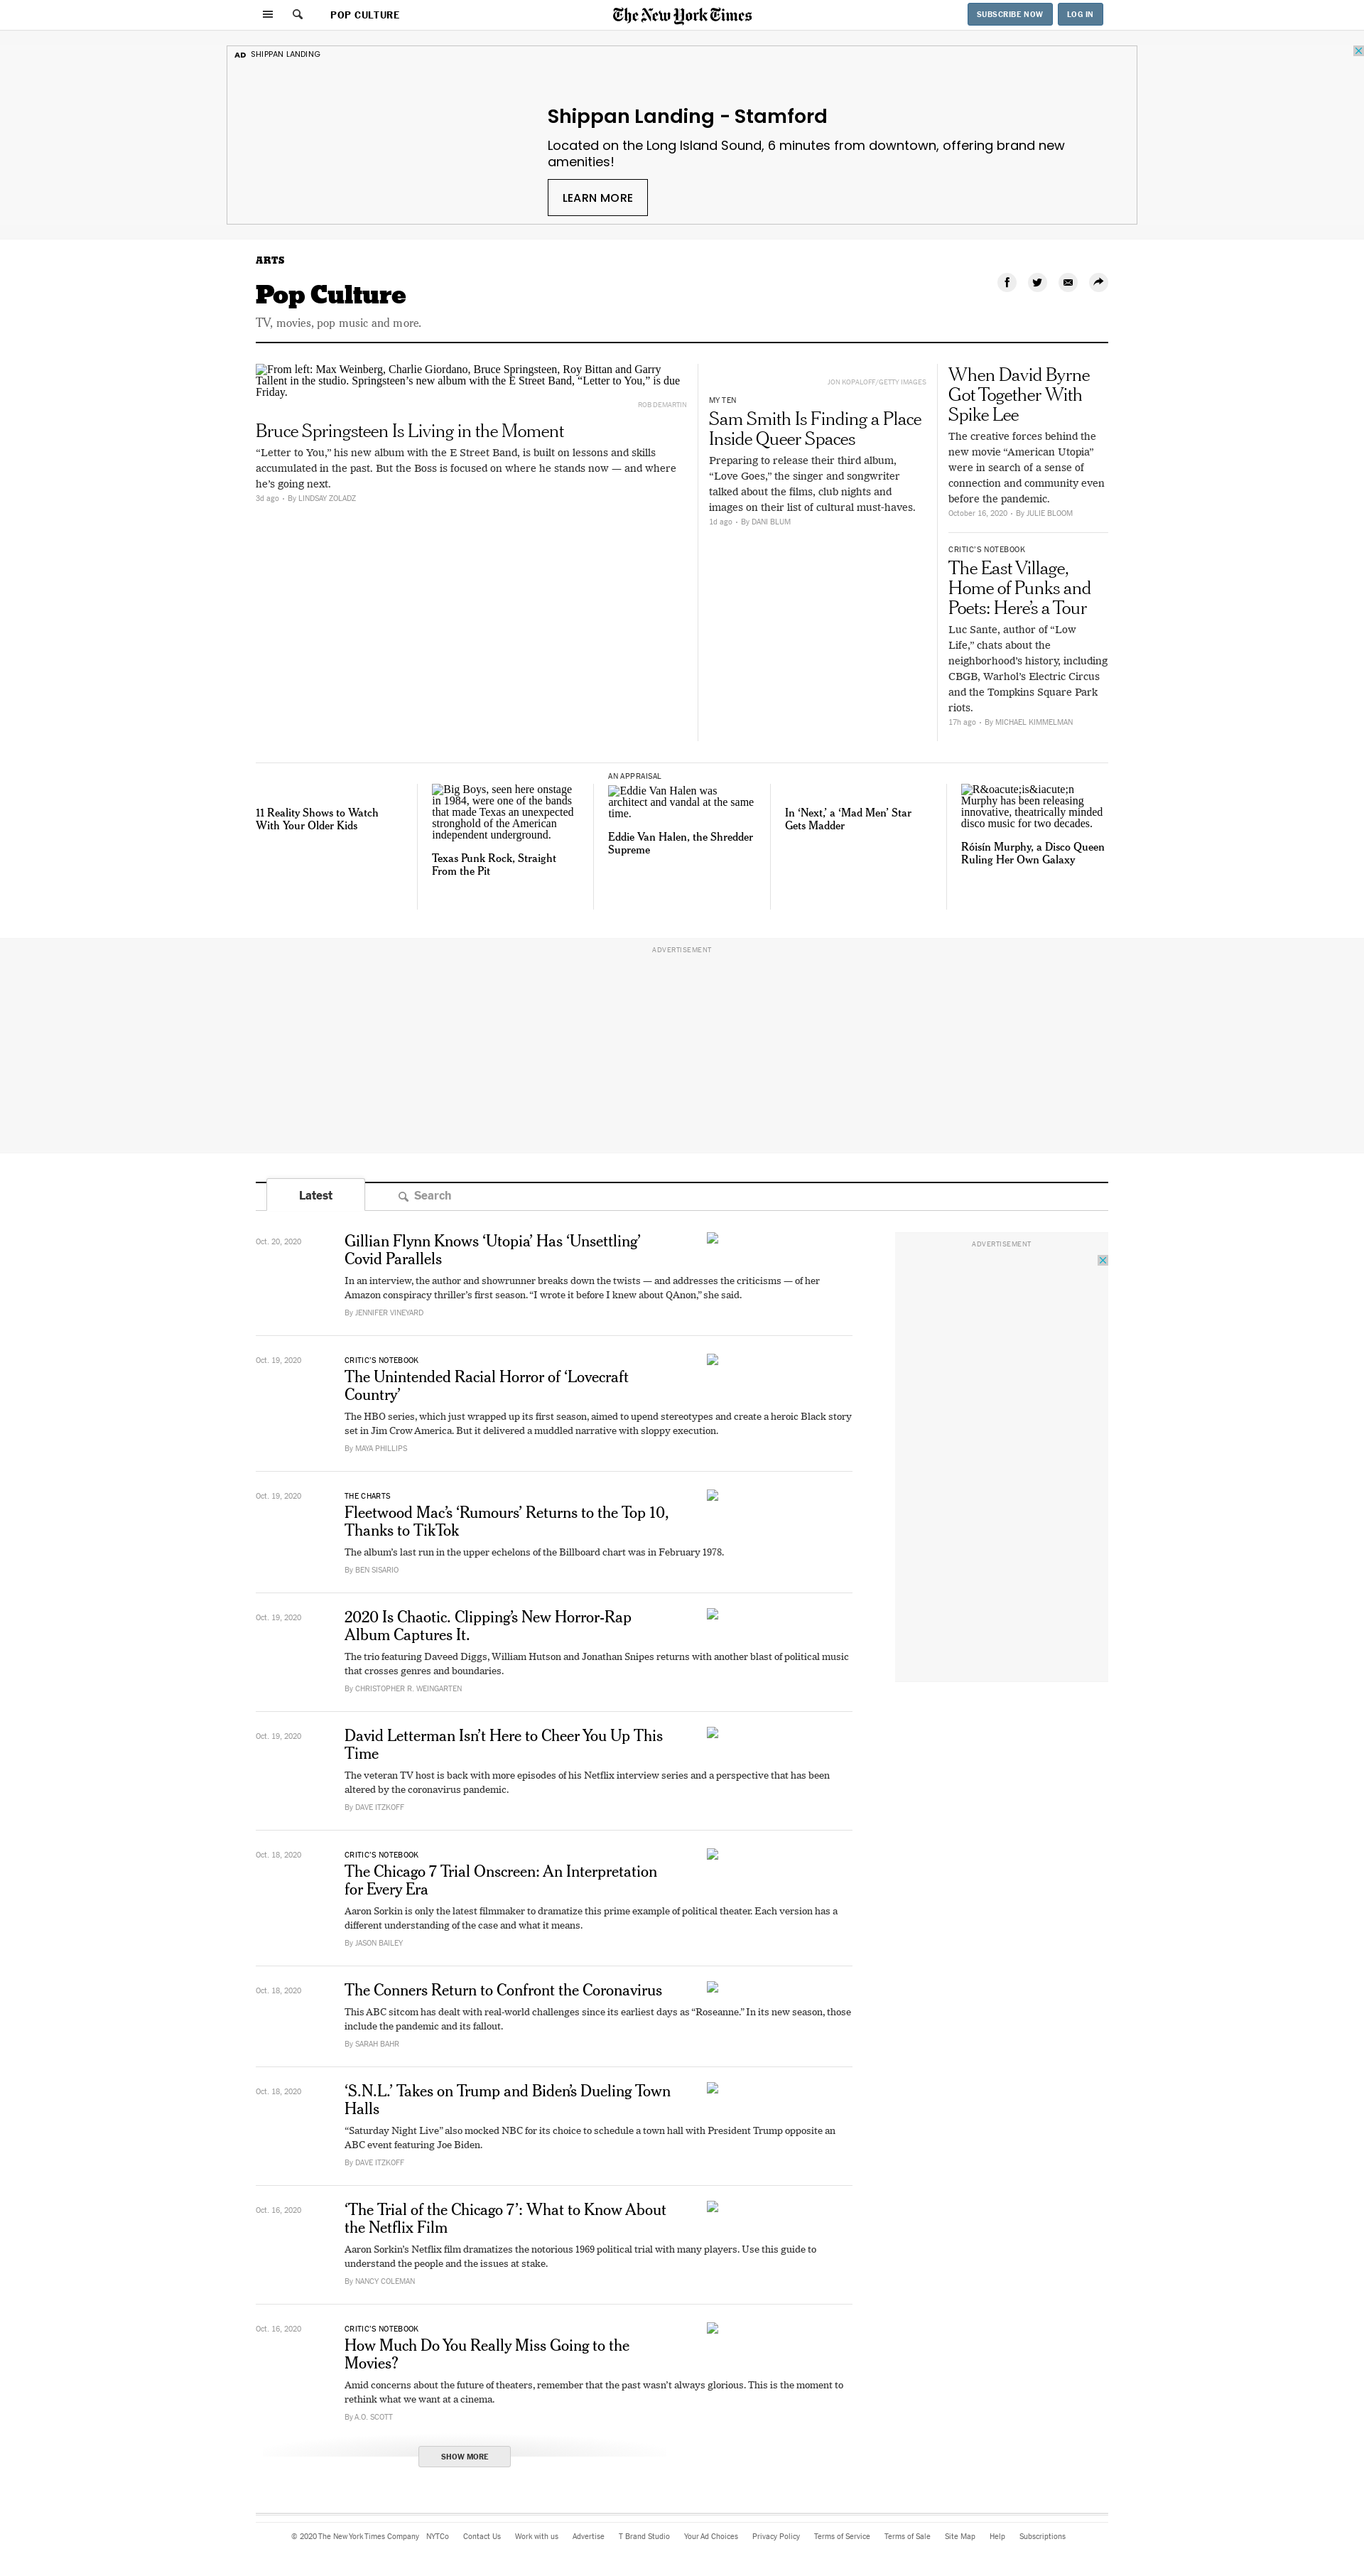 POP CULTURE
The New York Times
SUBSCRIBE NOW
LOG IN
AD SHIPPAN LANDING
Shippan Landing - Stamford
Located on the Long Island Sound, 6 minutes from downtown, offering brand new
amenities!
LEARN MORE
ARTS
Pop Culture
TV, movies, pop music and more.
From left: Max Weinberg, Charlie Giordano, Bruce Springsteen, Roy Bittan and Garry
Tallent in the studio. Springsteen’s new album with the E Street Band, “Letter to You,” is due
Friday.
ROB DEMARTIN
Bruce Springsteen Is Living in the Moment
“Letter to You,” his new album with the E Street Band, is built on lessons and skills
accumulated in the past. But the Boss is focused on where he stands now — and where
he’s going next.
3d ago • By LINDSAY ZOLADZ
JON KOPALOFF/GETTY IMAGES
MY TEN
Sam Smith Is Finding a Place
Inside Queer Spaces
Preparing to release their third album,
“Love Goes,” the singer and songwriter
talked about the films, club nights and
images on their list of cultural must-haves.
1d ago • By DANI BLUM
When David Byrne
Got Together With
Spike Lee
The creative forces behind the
new movie “American Utopia”
were in search of a sense of
connection and community even
before the pandemic.
October 16, 2020 • By JULIE BLOOM
CRITIC’S NOTEBOOK
The East Village,
Home of Punks and
Poets: Here’s a Tour
Luc Sante, author of “Low
Life,” chats about the
neighborhood’s history, including
CBGB, Warhol’s Electric Circus
and the Tompkins Square Park
riots.
17h ago • By MICHAEL KIMMELMAN
11 Reality Shows to Watch
With Your Older Kids
Big Boys, seen here onstage
in 1984, were one of the bands
that made Texas an unexpected
stronghold of the American
independent underground.
Texas Punk Rock, Straight
From the Pit
AN APPRAISAL
Eddie Van Halen was
architect and vandal at the same
time.
Eddie Van Halen, the Shredder
Supreme
In ‘Next,’ a ‘Mad Men’ Star
Gets Madder
R&oacute;is&iacute;n
Murphy has been releasing
innovative, theatrically minded
disco music for two decades.
Róisín Murphy, a Disco Queen
Ruling Her Own Galaxy
ADVERTISEMENT
Latest
Search
Oct. 20, 2020
Gillian Flynn Knows ‘Utopia’ Has ‘Unsettling’
Covid Parallels
In an interview, the author and showrunner breaks down the twists — and addresses the criticisms — of her
Amazon conspiracy thriller’s first season. “I wrote it before I knew about QAnon,” she said.
By JENNIFER VINEYARD
ADVERTISEMENT
Oct. 19, 2020
CRITIC’S NOTEBOOK
The Unintended Racial Horror of ‘Lovecraft
Country’
The HBO series, which just wrapped up its first season, aimed to upend stereotypes and create a heroic Black story
set in Jim Crow America. But it delivered a muddled narrative with sloppy execution.
By MAYA PHILLIPS
Oct. 19, 2020
THE CHARTS
Fleetwood Mac’s ‘Rumours’ Returns to the Top 10,
Thanks to TikTok
The album’s last run in the upper echelons of the Billboard chart was in February 1978.
By BEN SISARIO
Oct. 19, 2020
2020 Is Chaotic. Clipping’s New Horror-Rap
Album Captures It.
The trio featuring Daveed Diggs, William Hutson and Jonathan Snipes returns with another blast of political music
that crosses genres and boundaries.
By CHRISTOPHER R. WEINGARTEN
Oct. 19, 2020
David Letterman Isn’t Here to Cheer You Up This
Time
The veteran TV host is back with more episodes of his Netflix interview series and a perspective that has been
altered by the coronavirus pandemic.
By DAVE ITZKOFF
Oct. 18, 2020
CRITIC’S NOTEBOOK
The Chicago 7 Trial Onscreen: An Interpretation
for Every Era
Aaron Sorkin is only the latest filmmaker to dramatize this prime example of political theater. Each version has a
different understanding of the case and what it means.
By JASON BAILEY
Oct. 18, 2020
The Conners Return to Confront the Coronavirus
This ABC sitcom has dealt with real-world challenges since its earliest days as “Roseanne.” In its new season, those
include the pandemic and its fallout.
By SARAH BAHR
Oct. 18, 2020
‘S.N.L.’ Takes on Trump and Biden’s Dueling Town
Halls
“Saturday Night Live” also mocked NBC for its choice to schedule a town hall with President Trump opposite an
ABC event featuring Joe Biden.
By DAVE ITZKOFF
Oct. 16, 2020
‘The Trial of the Chicago 7’: What to Know About
the Netflix Film
Aaron Sorkin’s Netflix film dramatizes the notorious 1969 political trial with many players. Use this guide to
understand the people and the issues at stake.
By NANCY COLEMAN
Oct. 16, 2020
CRITIC’S NOTEBOOK
How Much Do You Really Miss Going to the
Movies?
Amid concerns about the future of theaters, remember that the past wasn’t always glorious. This is the moment to
rethink what we want at a cinema.
By A.O. SCOTT
SHOW MORE
© 2020 The New York Times Company NYTCo Contact Us Work with us Advertise T Brand Studio Your Ad Choices Privacy Policy Terms of Service Terms of Sale Site Map Help Subscriptions